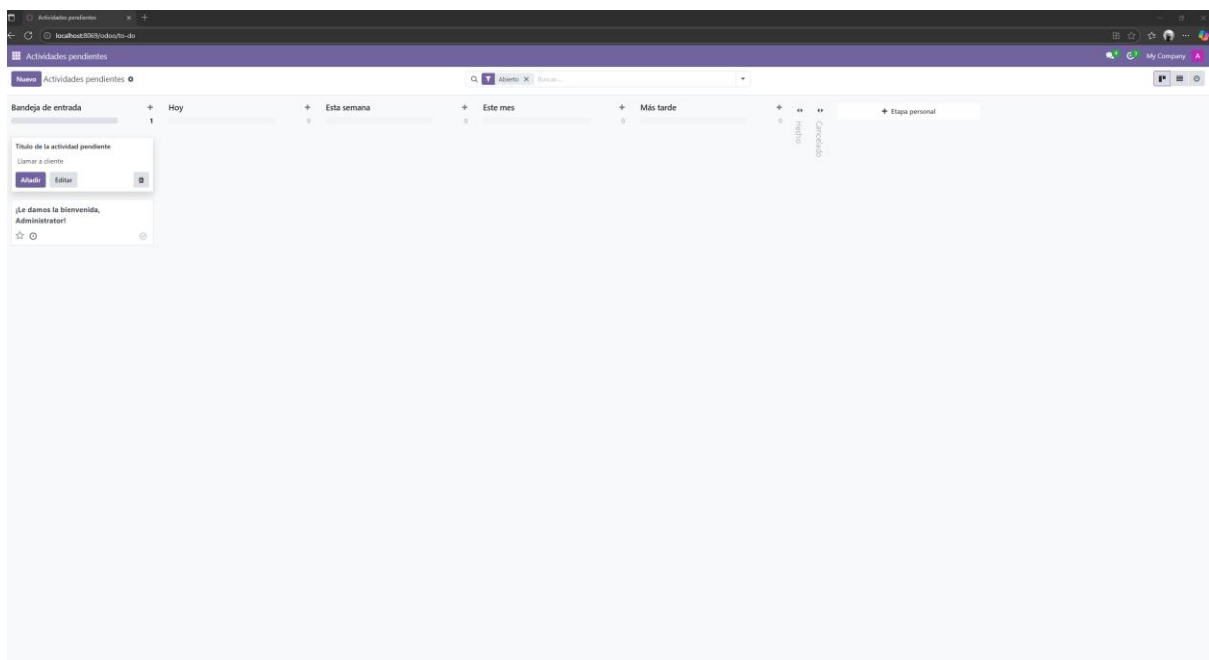 Actividades pendientes
localhost:8069/odoo/to-do
Actividades pendientes
My Company A
Nuevo Actividades pendientes
Abierto Buscar...
Bandeja de entrada
1
Hoy
0
Esta semana
0
Este mes
0
Más tarde
0
Hecho
Cancelado
Etapa personal
Título de la actividad pendiente
Llamar a cliente
Añadir Editar
¡Le damos la bienvenida,
Administrator!